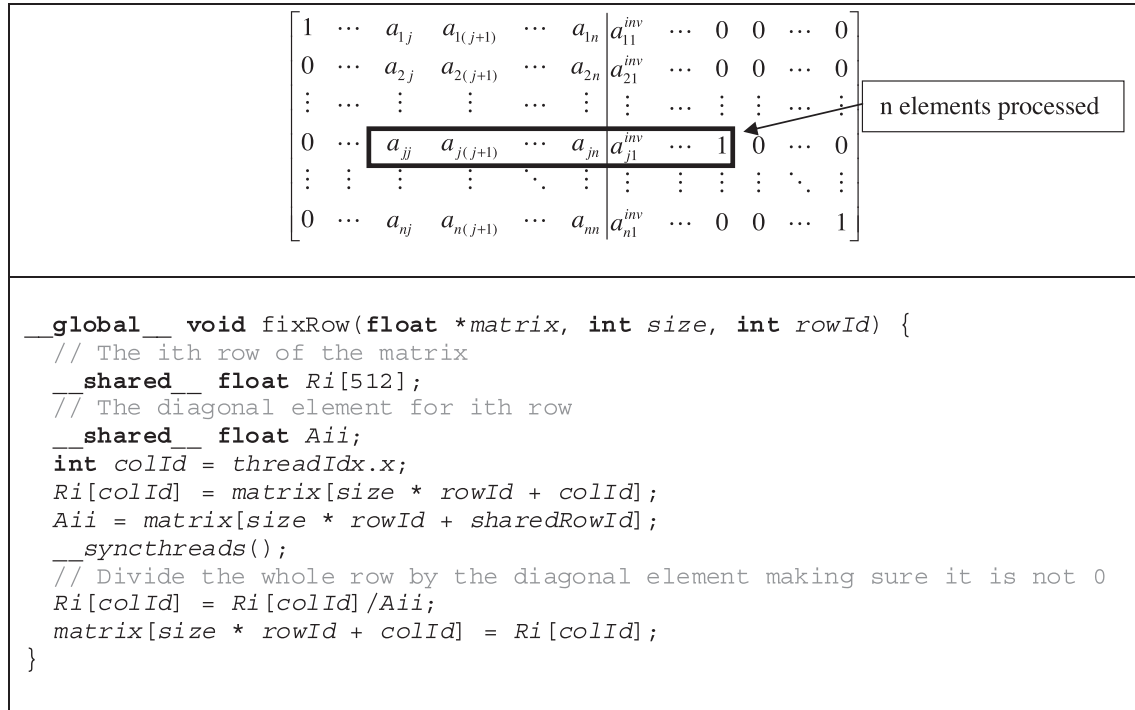 1 ⋯ a_{1j} a_{1(j+1)} ⋯ a_{1n} a_{11}^{inv} ⋯ 0 0 ⋯ 0
0 ⋯ a_{2j} a_{2(j+1)} ⋯ a_{2n} a_{21}^{inv} ⋯ 0 0 ⋯ 0
⋮ ⋯ ⋮ ⋮ ⋯ ⋮ ⋮ ⋯ ⋮ ⋮ ⋯ ⋮
n elements processed
0 ⋯ a_{jj} a_{j(j+1)} ⋯ a_{jn} a_{j1}^{inv} ⋯ 1 0 ⋯ 0
⋮ ⋮ ⋮ ⋮ ⋱ ⋮ ⋮ ⋮ ⋮ ⋮ ⋱ ⋮
0 ⋯ a_{nj} a_{n(j+1)} ⋯ a_{nn} a_{n1}^{inv} ⋯ 0 0 ⋯ 1
__global__ void fixRow(float *matrix, int size, int rowId) {
// The ith row of the matrix
__shared__ float Ri[512];
// The diagonal element for ith row
__shared__ float Aii;
int colId = threadIdx.x;
Ri[colId] = matrix[size * rowId + colId];
Aii = matrix[size * rowId + sharedRowId];
__syncthreads();
// Divide the whole row by the diagonal element making sure it is not 0
Ri[colId] = Ri[colId]/Aii;
matrix[size * rowId + colId] = Ri[colId];
}